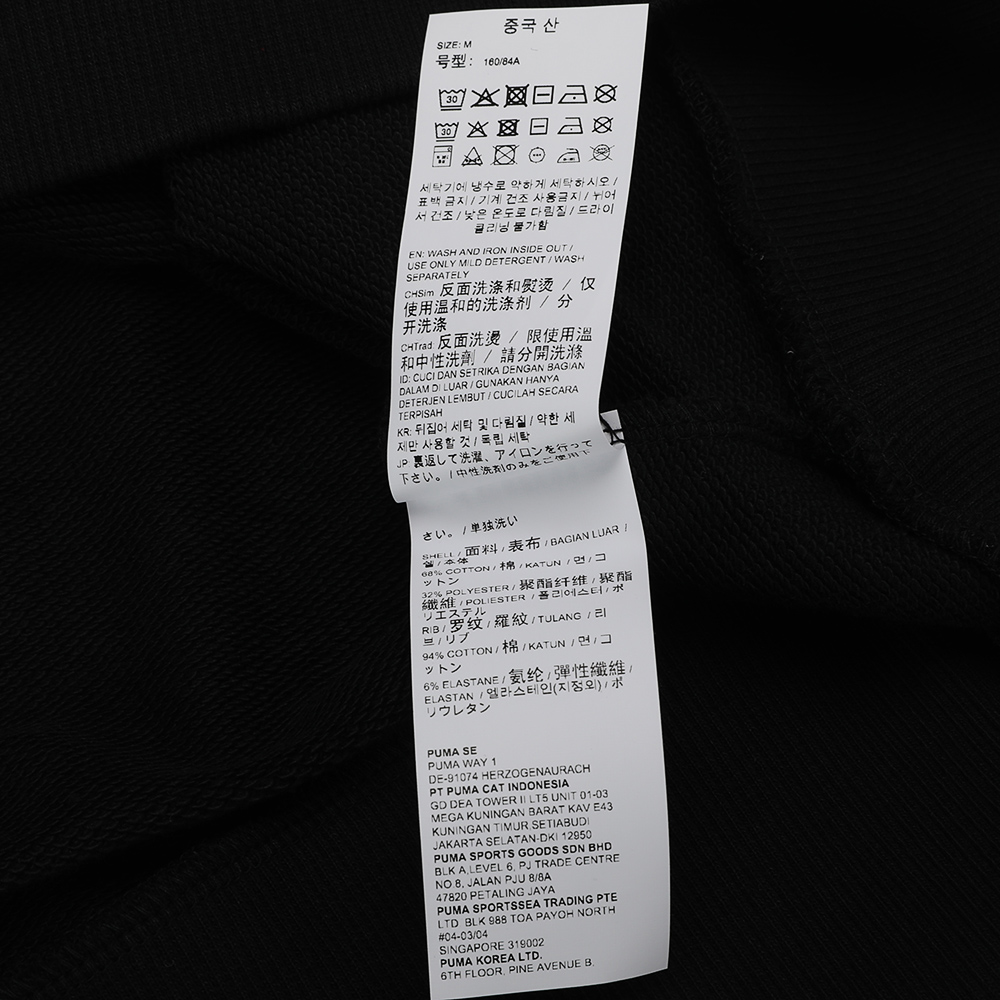 중국 산
SIZE: M
号型: 160/84A
30
30
세탁기에 냉수로 약하게 세탁하시오 /
표백 금지 / 기계 건조 사용금지 / 뉘어
서 건조 / 낮은 온도로 다림질 / 드라이
클리닝 불가함
EN: WASH AND IRON INSIDE OUT /
USE ONLY MILD DETERGENT / WASH
SEPARATELY
CHSim 反面洗涤和熨烫 / 仅
使用温和的洗涤剂 / 分
开洗涤
CHTrad 反面洗燙 / 限使用溫
和中性洗劑 / 請分開洗滌
ID: CUCI DAN SETRIKA DENGAN BAGIAN
DALAM DI LUAR / GUNAKAN HANYA
DETERJEN LEMBUT / CUCILAH SECARA
TERPISAH
KR: 뒤집어 세탁 및 다림질 / 약한 세
제만 사용할 것 / 독립 세탁
JP 裏返して洗濯、アイロンを行って
下さい。/ 中性洗剤のみをご使用下
さい。/ 単独洗い
SHELL / 面料 / 表布 / BAGIAN LUAR /
겉 / 本体
68% COTTON / 棉 / KATUN / 면 / コ
ットン
32% POLYESTER / 聚酯纤维 / 聚酯
纖維 / POLIESTER / 폴리에스터 / ポ
リエステル
RIB / 罗纹 / 羅紋 / TULANG / 리
브 / リブ
94% COTTON / 棉 / KATUN / 면 / コ
ットン
6% ELASTANE / 氨纶 / 彈性纖維 /
ELASTAN / 엘라스테인(지정외) / ポ
リウレタン
PUMA SE
PUMA WAY 1
DE-91074 HERZOGENAURACH
PT PUMA CAT INDONESIA
GD DEA TOWER II LT5 UNIT 01-03
MEGA KUNINGAN BARAT KAV E43
KUNINGAN TIMUR SETIABUDI
JAKARTA SELATAN-DKI 12950
PUMA SPORTS GOODS SDN BHD
BLK A,LEVEL 6, PJ TRADE CENTRE
NO 8, JALAN PJU 8/8A
47820 PETALING JAYA
PUMA SPORTSSEA TRADING PTE
LTD BLK 988 TOA PAYOH NORTH
#04-03/04
SINGAPORE 319002
PUMA KOREA LTD.
6TH FLOOR, PINE AVENUE B.